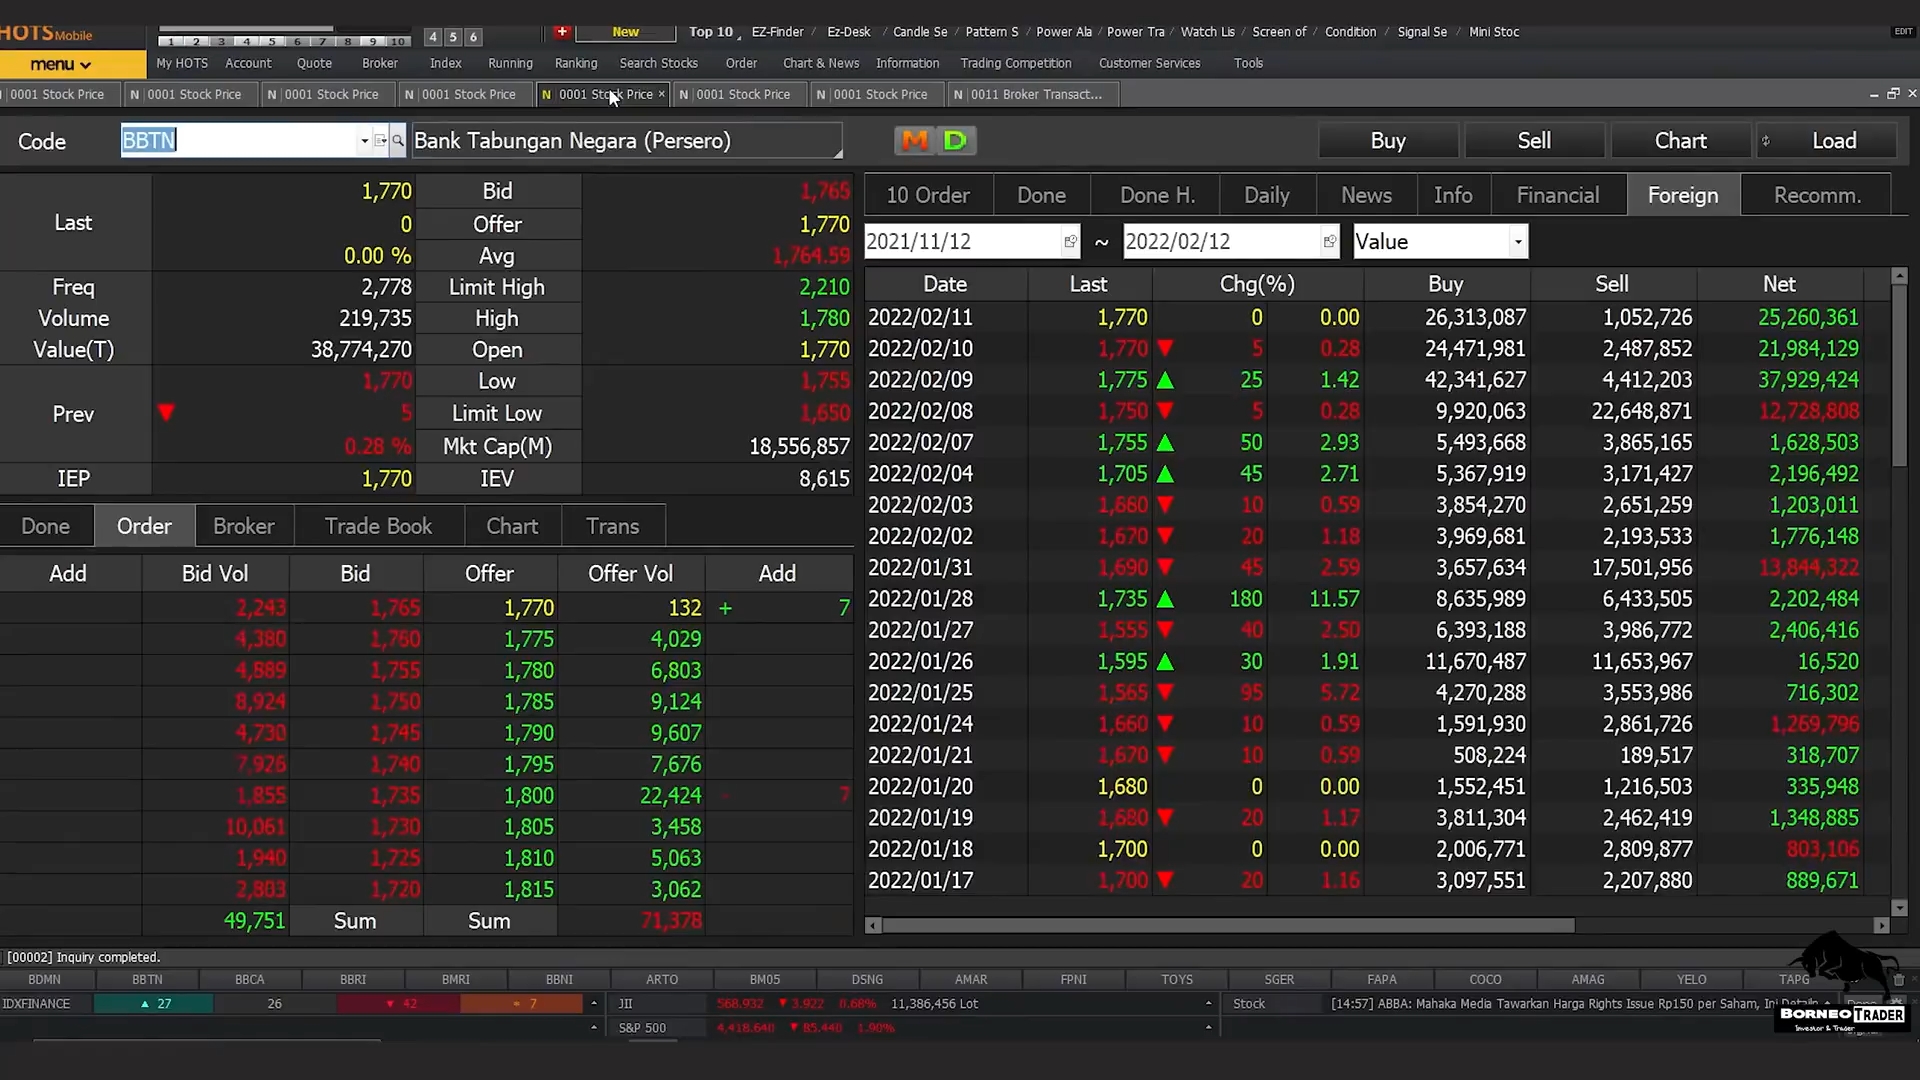 HOTS Mobile
1 2 3 4 5 6 7 8 9 10 4 5 6 New Top 10 EZ-Finder Ez-Desk Candle Se Pattern S Power Ala Power Tra Watch Lis Screen of Condition Signal Se Mini Stoc EDIT
menu My HOTS Account Quote Broker Index Running Ranking Search Stocks Order Chart & News Information Trading Competition Customer Services Tools
0001 Stock Price N 0001 Stock Price N 0001 Stock Price N 0001 Stock Price N 0001 Stock Price × N 0001 Stock Price N 0001 Stock Price N 0011 Broker Transact...
Code BBTN Bank Tabungan Negara (Persero) M D Buy Sell Chart Load
Last 1,770 Bid 1,765
0 Offer 1,770
0.00 % Avg 1,764.59
Freq 2,778 Limit High 2,210
Volume 219,735 High 1,780
Value(T) 38,774,270 Open 1,770
Prev 1,770 Low 1,755
▼ 5 Limit Low 1,650
0.28 % Mkt Cap(M) 18,556,857
IEP 1,770 IEV 8,615
Done Order Broker Trade Book Chart Trans
Add Bid Vol Bid Offer Offer Vol Add
2,243 1,765 1,770 132 + 7
4,380 1,760 1,775 4,029
4,889 1,755 1,780 6,803
8,924 1,750 1,785 9,124
4,730 1,745 1,790 9,607
7,926 1,740 1,795 7,676
1,855 1,735 1,800 22,424 - 7
10,061 1,730 1,805 3,458
1,940 1,725 1,810 5,063
2,803 1,720 1,815 3,062
49,751 Sum Sum 71,378
10 Order Done Done H. Daily News Info Financial Foreign Recomm.
2021/11/12 ~ 2022/02/12 Value
Date Last Chg(%) Buy Sell Net
2022/02/11 1,770 0 0.00 26,313,087 1,052,726 25,260,361
2022/02/10 1,770 ▼ 5 0.28 24,471,981 2,487,852 21,984,129
2022/02/09 1,775 ▲ 25 1.42 42,341,627 4,412,203 37,929,424
2022/02/08 1,750 ▼ 5 0.28 9,920,063 22,648,871 12,728,808
2022/02/07 1,755 ▲ 50 2.93 5,493,668 3,865,165 1,628,503
2022/02/04 1,705 ▲ 45 2.71 5,367,919 3,171,427 2,196,492
2022/02/03 1,660 ▼ 10 0.59 3,854,270 2,651,259 1,203,011
2022/02/02 1,670 ▼ 20 1.18 3,969,681 2,193,533 1,776,148
2022/01/31 1,690 ▼ 45 2.59 3,657,634 17,501,956 13,844,322
2022/01/28 1,735 ▲ 180 11.57 8,635,989 6,433,505 2,202,484
2022/01/27 1,555 ▼ 40 2.50 6,393,188 3,986,772 2,406,416
2022/01/26 1,595 ▲ 30 1.91 11,670,487 11,653,967 16,520
2022/01/25 1,565 ▼ 95 5.72 4,270,288 3,553,986 716,302
2022/01/24 1,660 ▼ 10 0.59 1,591,930 2,861,726 1,269,796
2022/01/21 1,670 ▼ 10 0.59 508,224 189,517 318,707
2022/01/20 1,680 0 0.00 1,552,451 1,216,503 335,948
2022/01/19 1,680 ▼ 20 1.17 3,811,304 2,462,419 1,348,885
2022/01/18 1,700 0 0.00 2,006,771 2,809,877 803,106
2022/01/17 1,700 ▼ 20 1.16 3,097,551 2,207,880 889,671
[00002] Inquiry completed.
BDMN BBTN BBCA BBRI BMRI BBNI ARTO BM05 DSNG AMAR FPNI TOYS SGER FAPA COCO AMAG YELO TAPG
IDXFINANCE ▲ 27 26 ▼ 42 = 7 JII 568.932 ▼ 3.922 0.68% 11,386,456 Lot Stock [14:57] ABBA: Mahaka Media Tawarkan Harga Rights Issue Rp150 per Saham, Ini Detailn
S&P 500 4,418.640 ▼ 85.440 1.90%
BORNEO TRADER
Investor & Trader